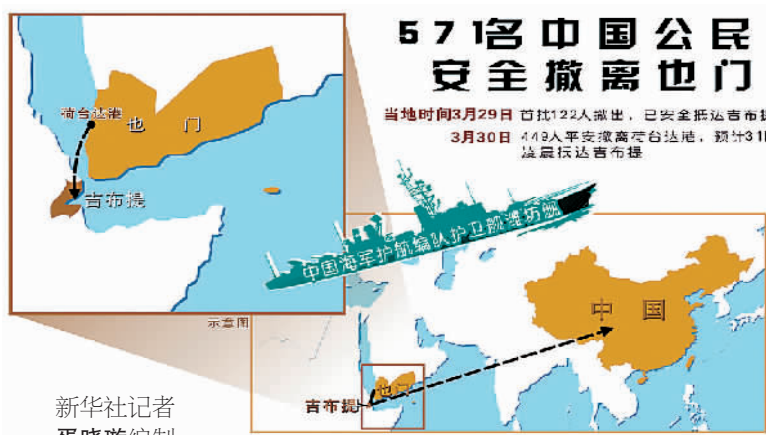 571名中国公民
安全撤离也门
当地时间3月29日 首批122人撤出，已安全抵达吉布提
3月30日 449人平安撤离荷台达港，预计31日
凌晨抵达吉布提
荷台达港
也 门
吉布提
中国海军护航编队护卫舰潍坊舰
示意图
中 国
也门
吉布提
新华社记者